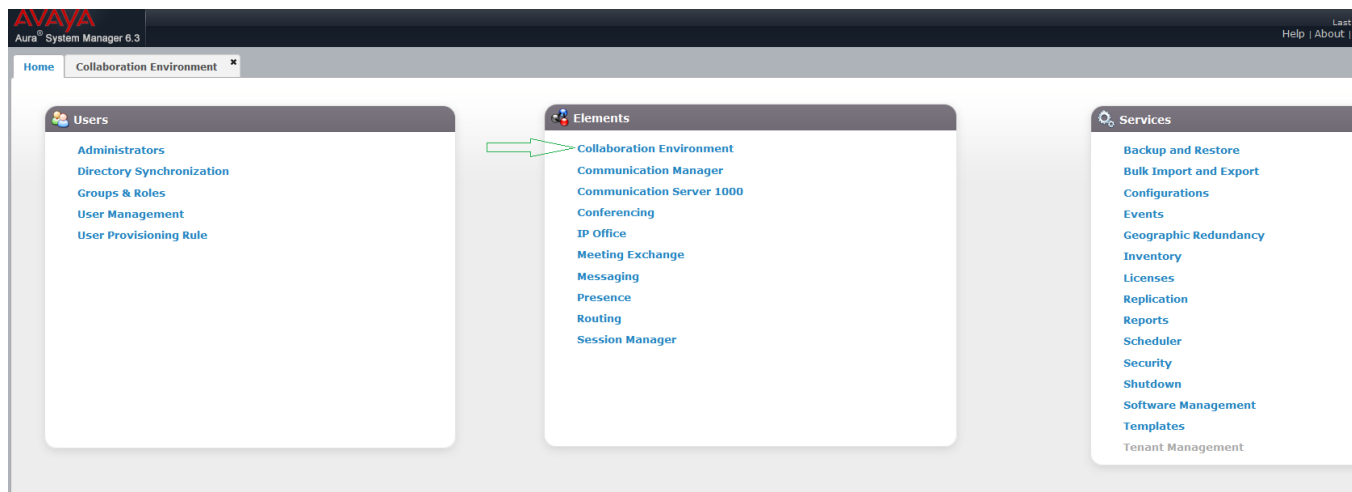 AVAYA
Aura® System Manager 6.3
Last
Help | About |
Home
Collaboration Environment ×
Users
Administrators
Directory Synchronization
Groups & Roles
User Management
User Provisioning Rule
Elements
Collaboration Environment
Communication Manager
Communication Server 1000
Conferencing
IP Office
Meeting Exchange
Messaging
Presence
Routing
Session Manager
Services
Backup and Restore
Bulk Import and Export
Configurations
Events
Geographic Redundancy
Inventory
Licenses
Replication
Reports
Scheduler
Security
Shutdown
Software Management
Templates
Tenant Management